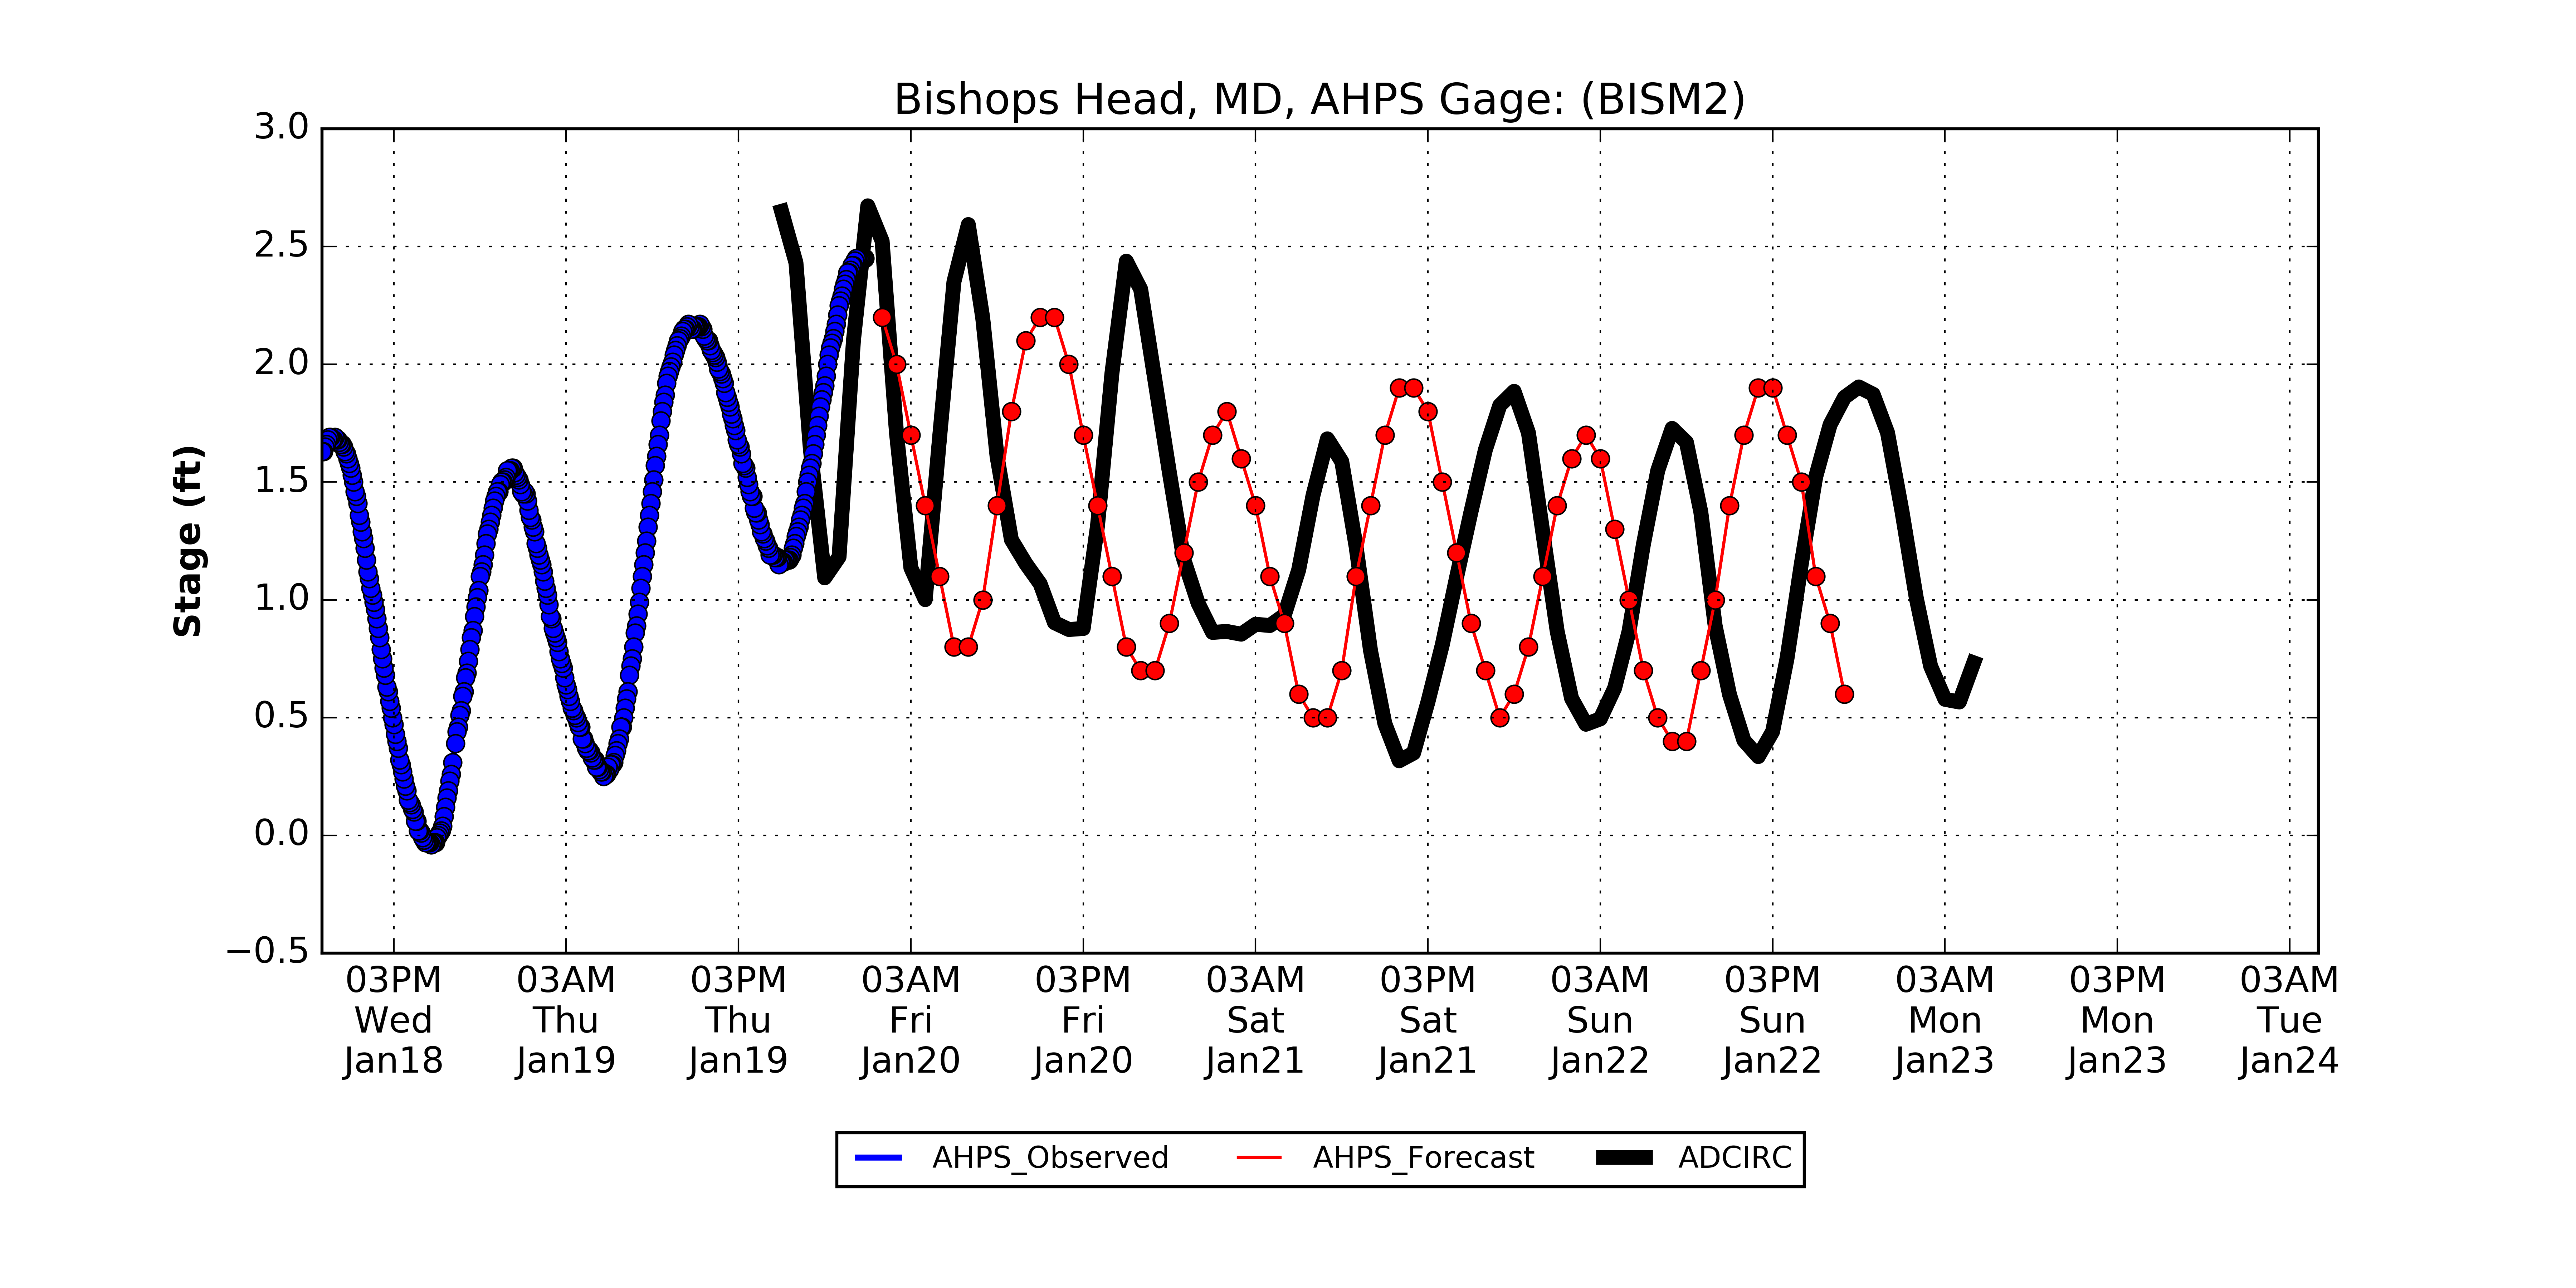 Bishops Head, MD, AHPS Gage: (BISM2)
Stage (ft)
3.0
2.5
2.0
1.5
1.0
0.5
0.0
−0.5
03PM 03AM 03PM 03AM 03PM 03AM 03PM 03AM 03PM 03AM 03PM 03AM
Wed Thu Thu Fri Fri Sat Sat Sun Sun Mon Mon Tue
Jan18 Jan19 Jan19 Jan20 Jan20 Jan21 Jan21 Jan22 Jan22 Jan23 Jan23 Jan24
AHPS_Observed AHPS_Forecast ADCIRC